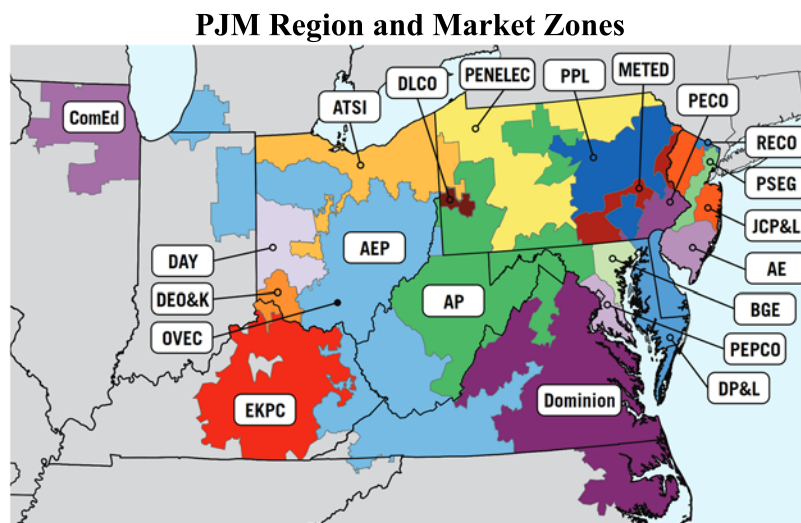 PJM Region and Market Zones
ComEd
ATSI
DLCO
PENELEC
PPL
METED
PECO
RECO
PSEG
JCP&L
AE
BGE
PEPCO
DP&L
DAY
DEO&K
OVEC
AEP
AP
EKPC
Dominion